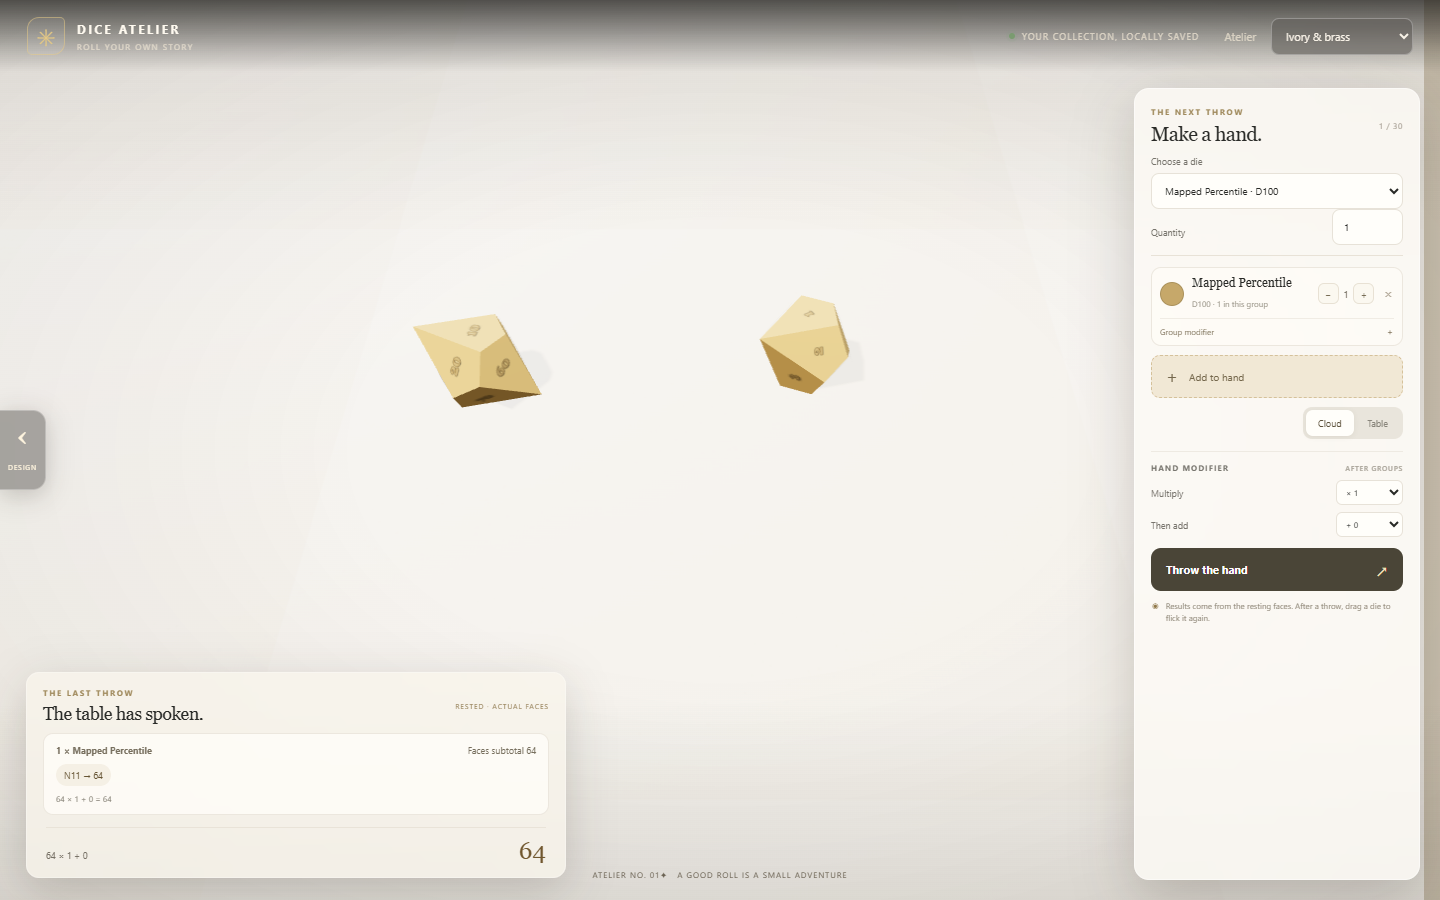 DICE ATELIER
ROLL YOUR OWN STORY
YOUR COLLECTION, LOCALLY SAVED
Atelier
Ivory & brass
THE NEXT THROW
Make a hand.
1 / 30
Choose a die
Mapped Percentile · D100
Quantity
1
Mapped Percentile
D100 · 1 in this group
− 1 + ×
Group modifier +
+ Add to hand
Cloud Table
HAND MODIFIER AFTER GROUPS
Multiply × 1
Then add + 0
Throw the hand ↗
Results come from the resting faces. After a throw, drag a die to
flick it again.
DESIGN
THE LAST THROW
The table has spoken.
RESTED · ACTUAL FACES
1 × Mapped Percentile Faces subtotal 64
N11 → 64
64 × 1 + 0 = 64
64 × 1 + 0 64
ATELIER NO. 01✦ A GOOD ROLL IS A SMALL ADVENTURE